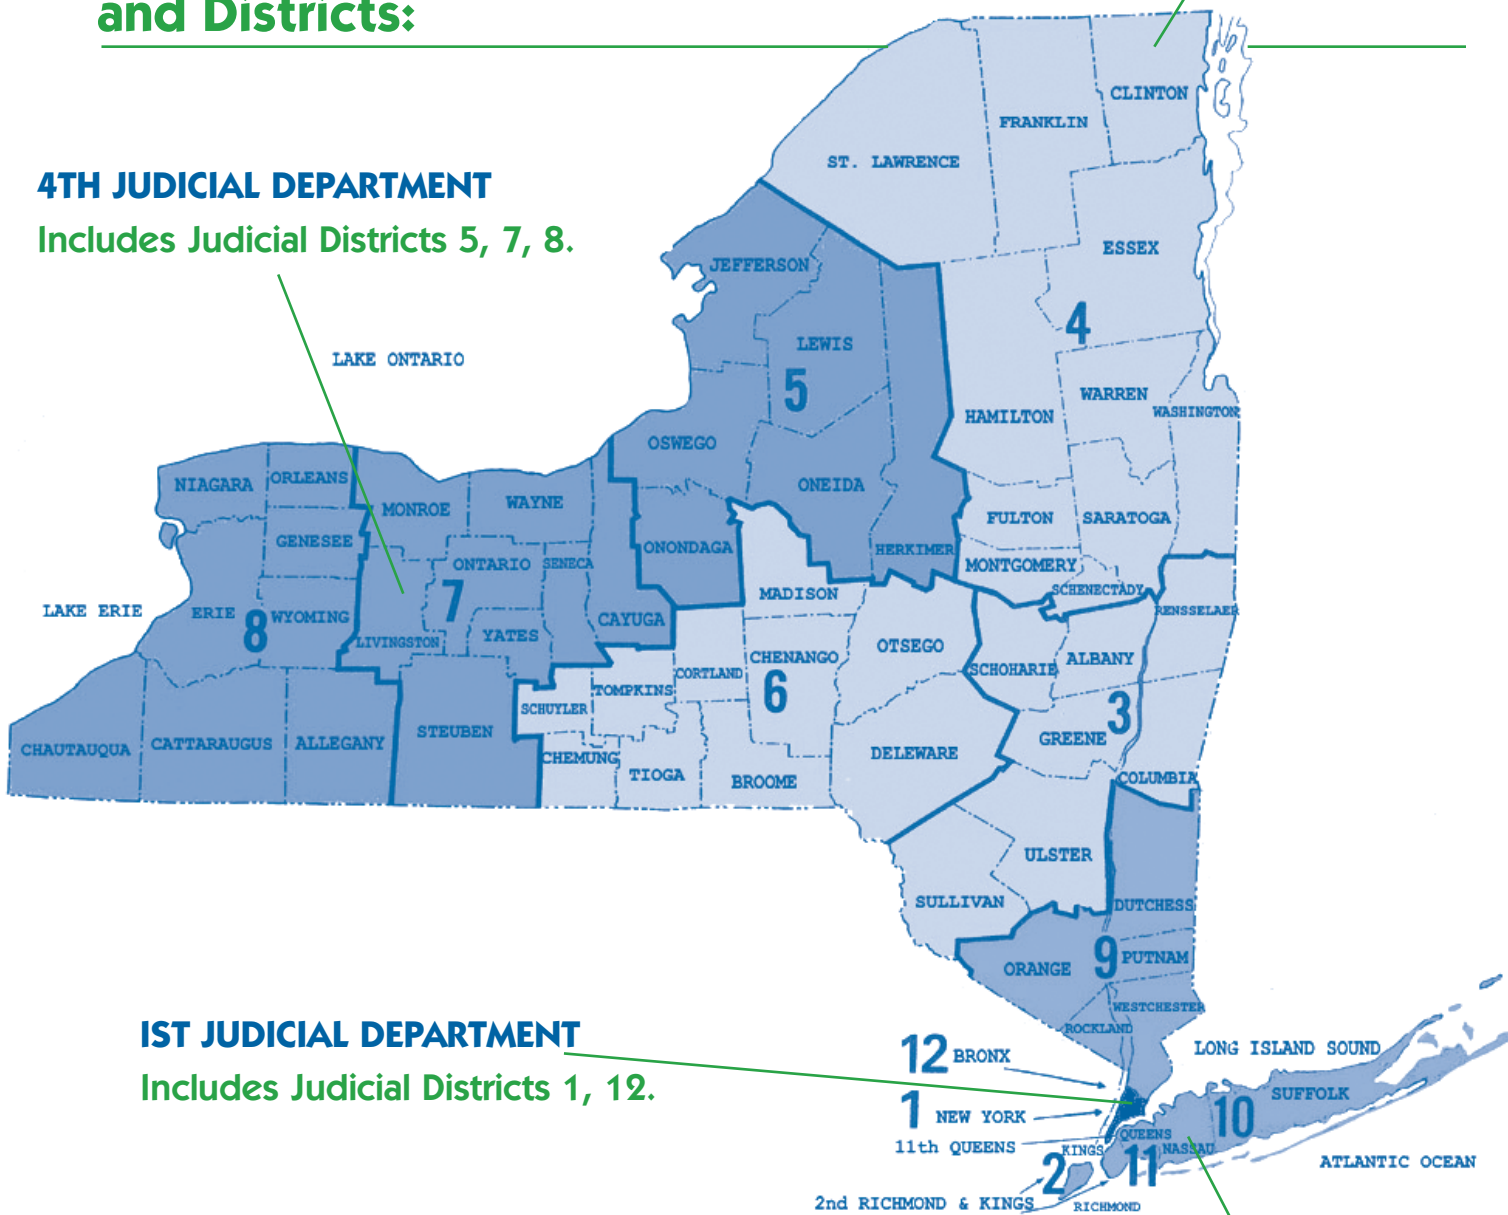 and Districts:
CLINTON
FRANKLIN
ST. LAWRENCE
4TH JUDICIAL DEPARTMENT
Includes Judicial Districts 5, 7, 8.
ESSEX
JEFFERSON
4
LEWIS
LAKE ONTARIO
5
WARREN
HAMILTON
WASHINGTON
OSWEGO
ORLEANS
NIAGARA
ONEIDA
WAYNE
MONROE
FULTON
SARATOGA
GENESEE
ONONDAGA
HERKIMER
ONTARIO
SENECA
MONTGOMERY
SCHENECTADY
MADISON
7
LAKE ERIE
ERIE
WYOMING
RENSSELAER
CAYUGA
8
YATES
LIVINGSTON
OTSEGO
CHENANGO
ALBANY
SCHOHARIE
CORTLAND
TOMPKINS
6
SCHUYLER
3
STEUBEN
GREENE
CHAUTAUQUA
CATTARAUGUS
ALLEGANY
DELEWARE
CHEMUNG
TIOGA
COLUMBIA
BROOME
ULSTER
SULLIVAN
DUTCHESS
9
PUTNAM
ORANGE
WESTCHESTER
ROCKLAND
IST JUDICIAL DEPARTMENT
Includes Judicial Districts 1, 12.
LONG ISLAND SOUND
12 BRONX
SUFFOLK
1 NEW YORK
10
QUEENS
11th QUEENS
KINGS
NASSAU
11
ATLANTIC OCEAN
2
2nd RICHMOND & KINGS
RICHMOND